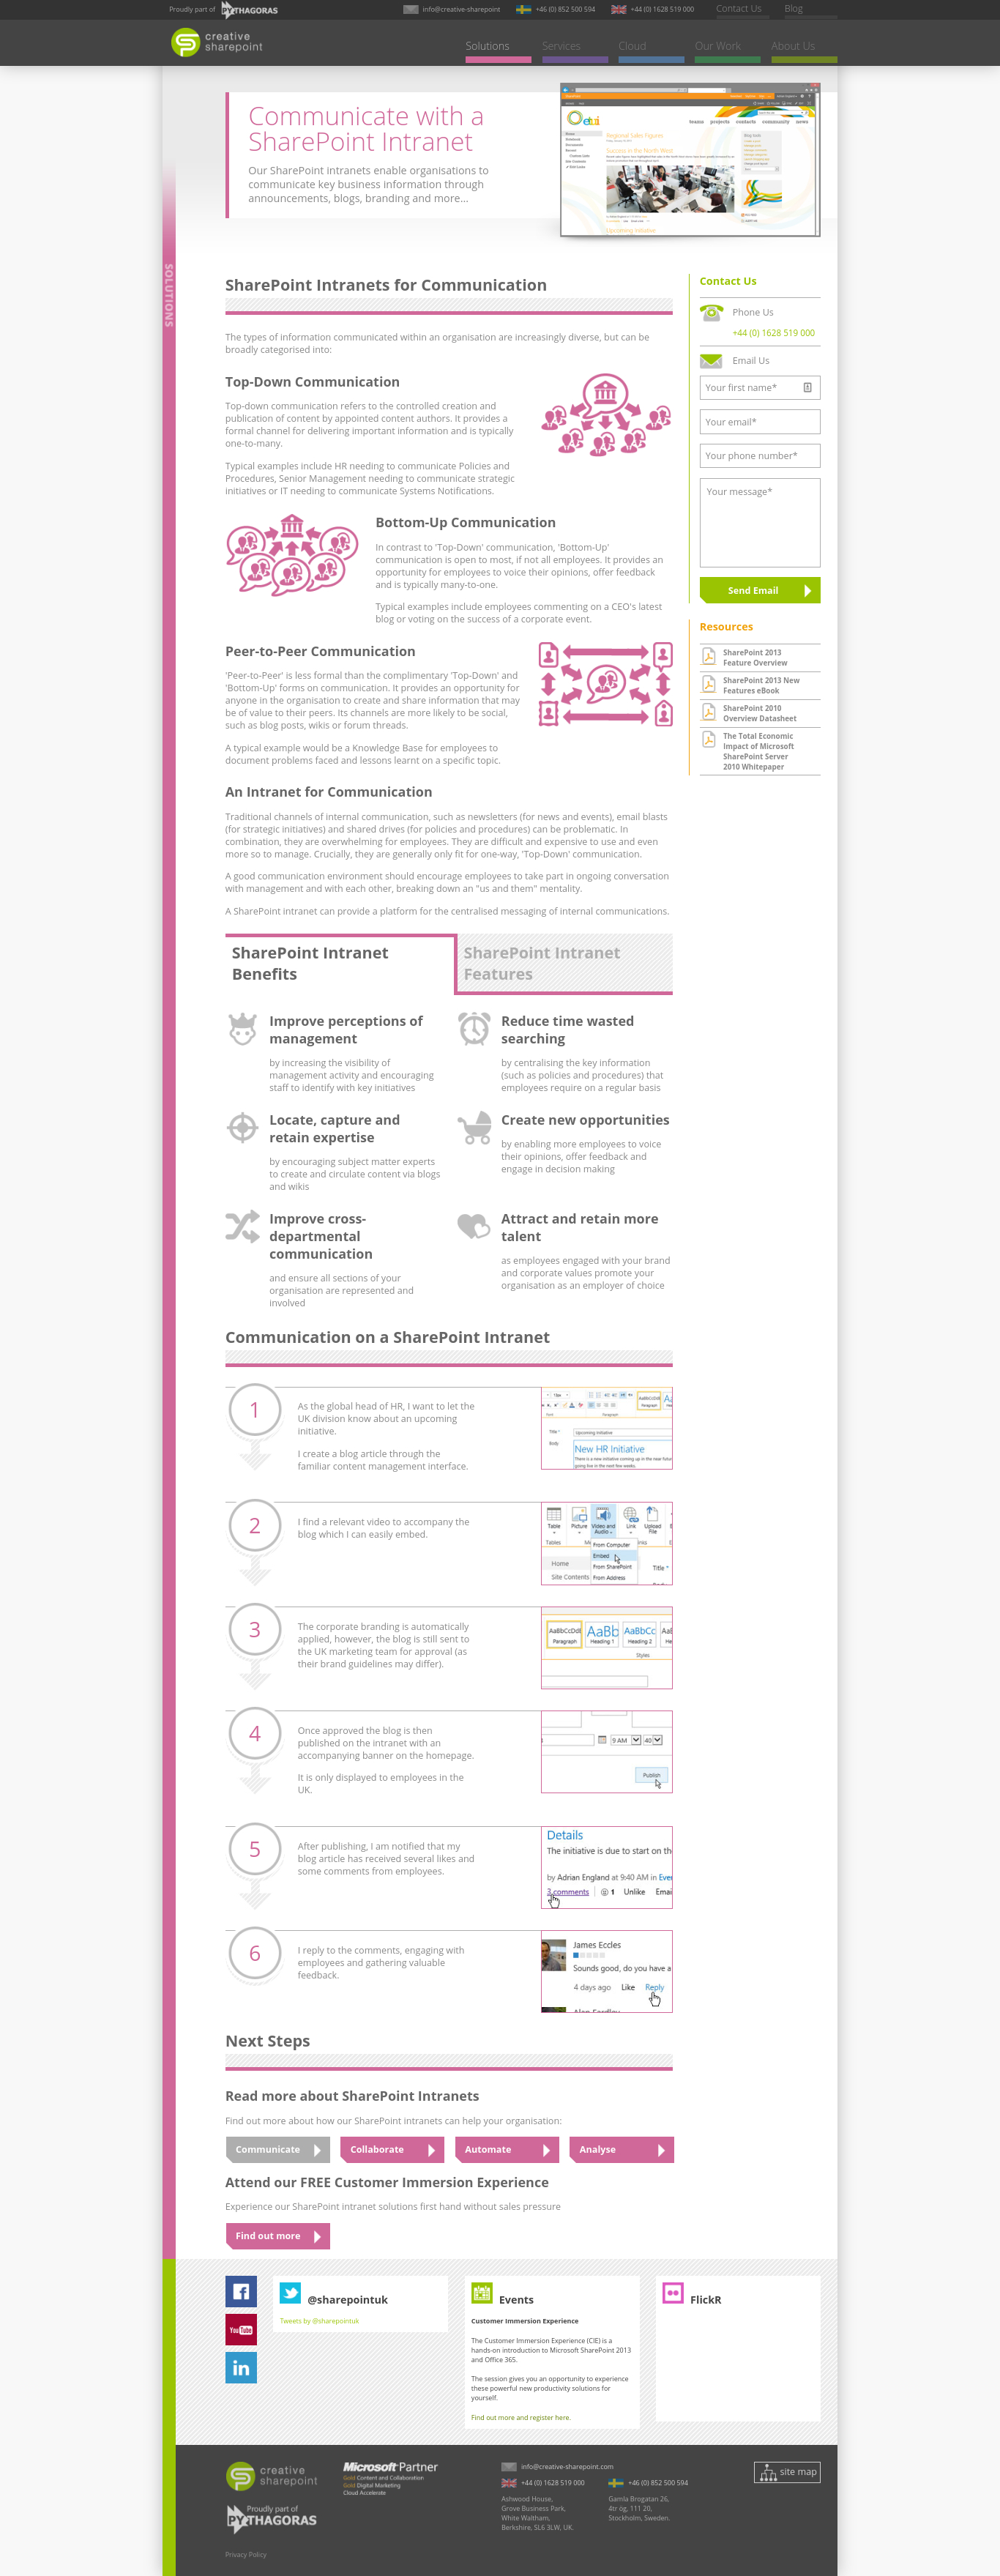 Proudly part of PYTHAGORAS
info@creative-sharepoint
+46 (0) 852 500 594
+44 (0) 1628 519 000
Contact Us
Blog
creative
sharepoint
Solutions
Services
Cloud
Our Work
About Us
Communicate with a
SharePoint Intranet
Our SharePoint intranets enable organisations to
communicate key business information through
announcements, blogs, branding and more...
Regional Sales Figures
Success in the North West
Upcoming Initiative
SOLUTIONS
SharePoint Intranets for Communication
The types of information communicated within an organisation are increasingly diverse, but can be
broadly categorised into:
Top-Down Communication
Top-down communication refers to the controlled creation and
publication of content by appointed content authors. It provides a
formal channel for delivering important information and is typically
one-to-many.
Typical examples include HR needing to communicate Policies and
Procedures, Senior Management needing to communicate strategic
initiatives or IT needing to communicate Systems Notifications.
Bottom-Up Communication
In contrast to 'Top-Down' communication, 'Bottom-Up'
communication is open to most, if not all employees. It provides an
opportunity for employees to voice their opinions, offer feedback
and is typically many-to-one.
Typical examples include employees commenting on a CEO's latest
blog or voting on the success of a corporate event.
Peer-to-Peer Communication
'Peer-to-Peer' is less formal than the complimentary 'Top-Down' and
'Bottom-Up' forms on communication. It provides an opportunity for
anyone in the organisation to create and share information that may
be of value to their peers. Its channels are more likely to be social,
such as blog posts, wikis or forum threads.
A typical example would be a Knowledge Base for employees to
document problems faced and lessons learnt on a specific topic.
An Intranet for Communication
Traditional channels of internal communication, such as newsletters (for news and events), email blasts
(for strategic initiatives) and shared drives (for policies and procedures) can be problematic. In
combination, they are overwhelming for employees. They are difficult and expensive to use and even
more so to manage. Crucially, they are generally only fit for one-way, 'Top-Down' communication.
A good communication environment should encourage employees to take part in ongoing conversation
with management and with each other, breaking down an "us and them" mentality.
A SharePoint intranet can provide a platform for the centralised messaging of internal communications.
Contact Us
Phone Us
+44 (0) 1628 519 000
Email Us
Your first name*
Your email*
Your phone number*
Your message*
Send Email
Resources
SharePoint 2013
Feature Overview
SharePoint 2013 New
Features eBook
SharePoint 2010
Overview Datasheet
The Total Economic
Impact of Microsoft
SharePoint Server
2010 Whitepaper
SharePoint Intranet
Benefits
SharePoint Intranet
Features
Improve perceptions of
management
by increasing the visibility of
management activity and encouraging
staff to identify with key initiatives
Reduce time wasted
searching
by centralising the key information
(such as policies and procedures) that
employees require on a regular basis
Locate, capture and
retain expertise
by encouraging subject matter experts
to create and circulate content via blogs
and wikis
Create new opportunities
by enabling more employees to voice
their opinions, offer feedback and
engage in decision making
Improve cross-
departmental
communication
and ensure all sections of your
organisation are represented and
involved
Attract and retain more
talent
as employees engaged with your brand
and corporate values promote your
organisation as an employer of choice
Communication on a SharePoint Intranet
1
As the global head of HR, I want to let the
UK division know about an upcoming
initiative.
I create a blog article through the
familiar content management interface.
Title *
Upcoming Initiative
Body
New HR Initiative
There is a new initiative coming up in the near futu
going live in the next few weeks.
2
I find a relevant video to accompany the
blog which I can easily embed.
Table
Picture
Video and
Audio
Link
Upload
File
Tables
From Computer
Embed
From SharePoint
From Address
Home
Site Contents
Title *
3
The corporate branding is automatically
applied, however, the blog is still sent to
the UK marketing team for approval (as
their brand guidelines may differ).
AaBbCcDdI
AaBb
AaBbCc
AaI
Paragraph
Heading 1
Heading 2
He
Styles
4
Once approved the blog is then
published on the intranet with an
accompanying banner on the homepage.
It is only displayed to employees in the
UK.
9 AM
40
Publish
5
After publishing, I am notified that my
blog article has received several likes and
some comments from employees.
Details
The initiative is due to start on th
by Adrian England at 9:40 AM in Eve
3 comments
1
Unlike
Emai
6
I reply to the comments, engaging with
employees and gathering valuable
feedback.
James Eccles
Sounds good, do you have a
4 days ago
Like
Reply
Next Steps
Read more about SharePoint Intranets
Find out more about how our SharePoint intranets can help your organisation:
Communicate
Collaborate
Automate
Analyse
Attend our FREE Customer Immersion Experience
Experience our SharePoint intranet solutions first hand without sales pressure
Find out more
YouTube
in
@sharepointuk
Tweets by @sharepointuk
Events
Customer Immersion Experience
The Customer Immersion Experience (CIE) is a
hands-on introduction to Microsoft SharePoint 2013
and Office 365.
The session gives you an opportunity to experience
these powerful new productivity solutions for
yourself.
Find out more and register here.
FlickR
creative
sharepoint
Proudly part of
PYTHAGORAS
Microsoft Partner
Gold Content and Collaboration
Gold Digital Marketing
Cloud Accelerate
info@creative-sharepoint.com
+44 (0) 1628 519 000
+46 (0) 852 500 594
Ashwood House,
Grove Business Park,
White Waltham,
Berkshire, SL6 3LW, UK.
Gamla Brogatan 26,
4tr ög, 111 20,
Stockholm, Sweden.
site map
Privacy Policy